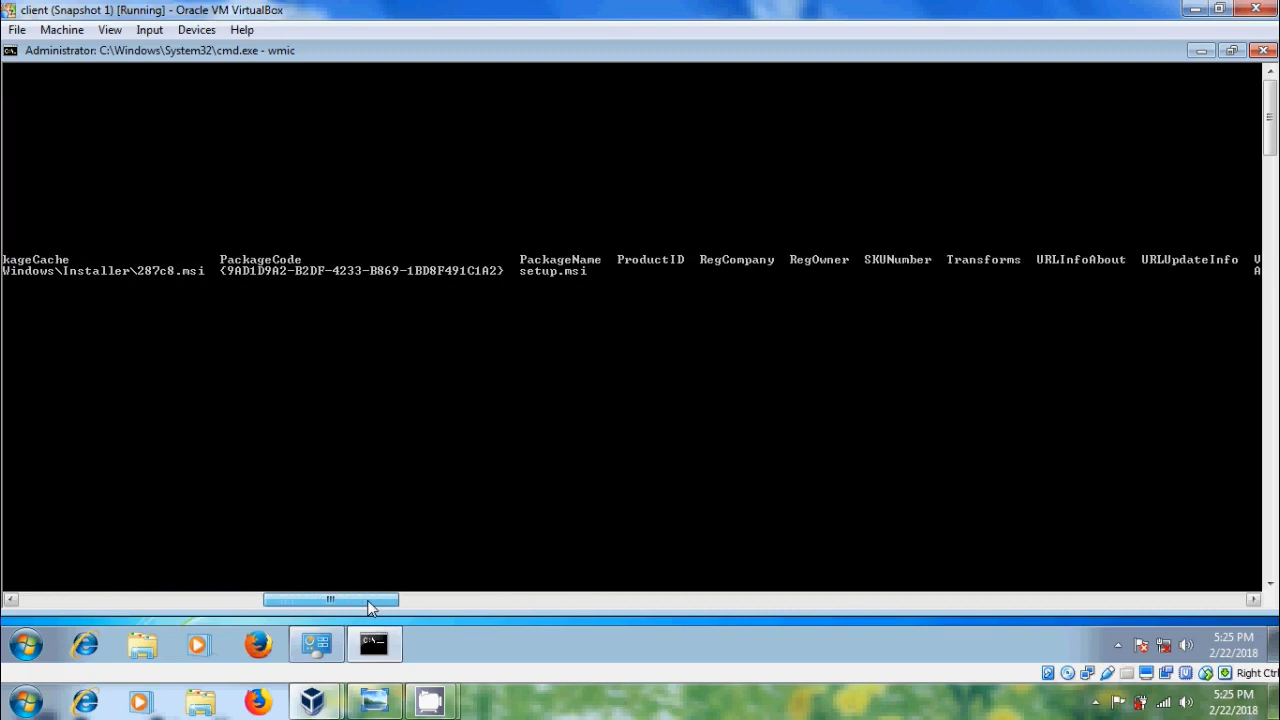 client (Snapshot 1) [Running] - Oracle VM VirtualBox
File Machine View Input Devices Help
Administrator: C:\Windows\System32\cmd.exe - wmic
kageCache PackageCode PackageName ProductID RegCompany RegOwner SKUNumber Transforms URLInfoAbout URLUpdateInfo V
Windows\Installer\287c8.msi {9AD1D9A2-B2DF-4233-B869-1BD8F491C1A2} setup.msi A
C:\.
5:25 PM
2/22/2018
Right Ctrl
5:25 PM
2/22/2018